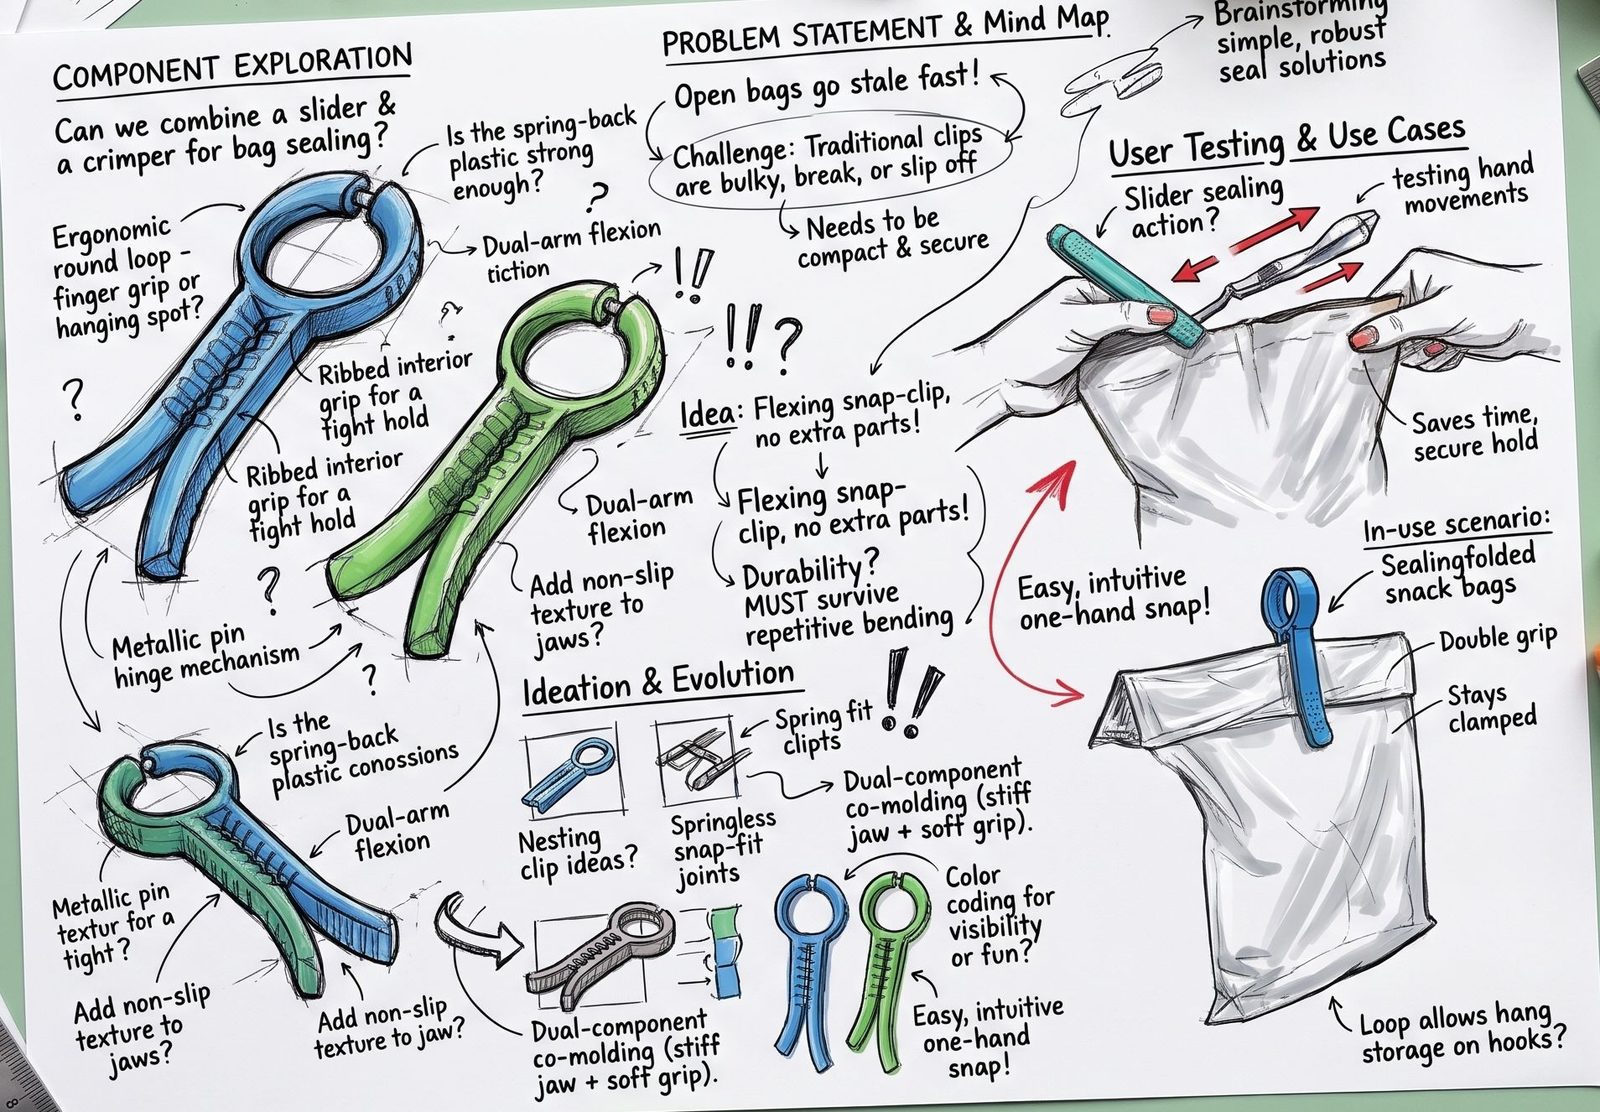 COMPONENT EXPLORATION
Can we combine a slider &
a crimper for bag sealing?
Is the spring-back
plastic strong
enough?
?
Ergonomic
round loop -
finger grip or
hanging spot?
Dual-arm flexion
tiction
!!
?
?
Ribbed interior
grip for a
tight hold
Ribbed interior
grip for a
tight hold
Dual-arm
flexion
Add non-slip
texture to
jaws?
?
Metallic pin
hinge mechanism
?
Is the
spring-back
plastic conossions
Dual-arm
flexion
Metallic pin
textur for a
tight?
Add non-slip
texture to
jaws?
Add non-slip
texture to jaw?
PROBLEM STATEMENT & Mind Map.
Open bags go stale fast!
Challenge: Traditional clips
are bulky, break, or slip off
Needs to be
compact & secure
Brainstorming
simple, robust
seal solutions
!!?
Idea: Flexing snap-clip,
no extra parts!
Flexing snap-
clip, no extra parts!
Durability?
MUST survive
repetitive bending
Ideation & Evolution
!!
Spring fit
clipts
Nesting
clip ideas?
Springless
snap-fit
joints
Dual-component
co-molding (stiff
jaw + soft grip).
Dual-component
co-molding (stiff
jaw + soft grip).
Color
coding for
visibility
or fun?
Easy, intuitive
one-hand
snap!
User Testing & Use Cases
Slider sealing
action?
testing hand
movements
Saves time,
secure hold
Easy, intuitive
one-hand snap!
In-use scenario:
Sealingfolded
snack bags
Double grip
Stays
clamped
Loop allows hang
storage on hooks?
8